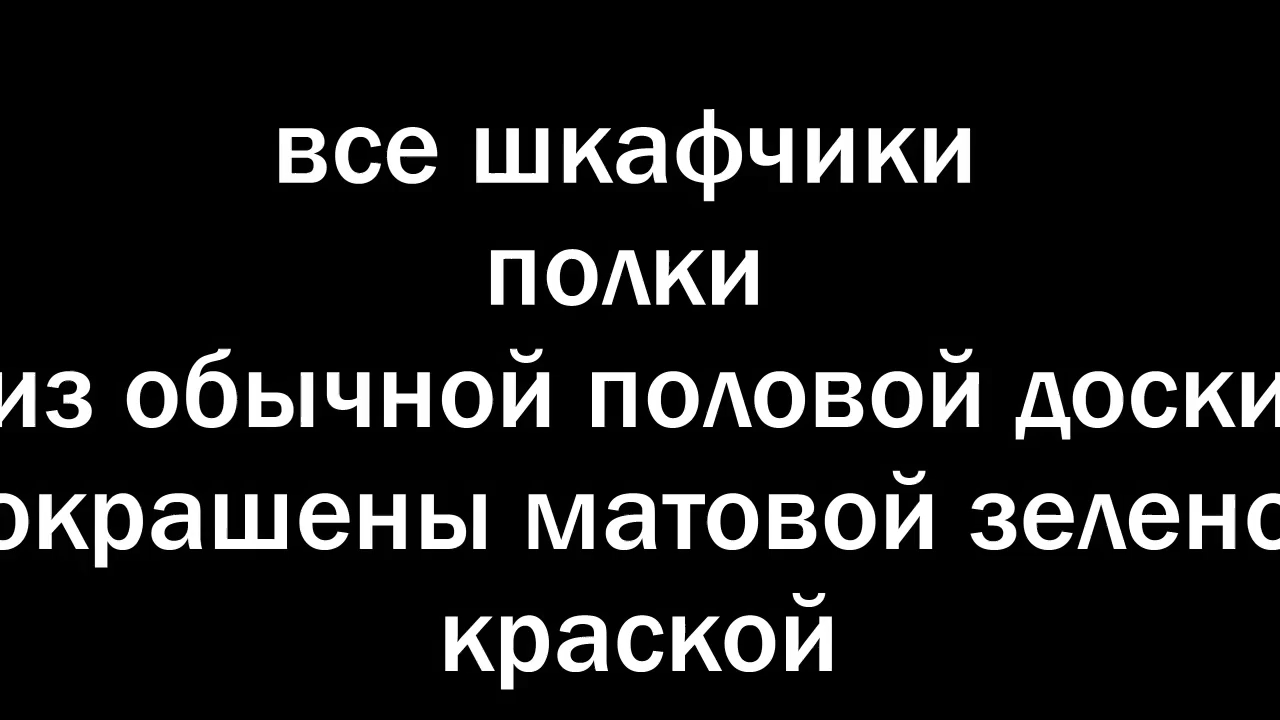 все шкафчики
полки
из обычной половой доски
окрашены матовой зелено
краской